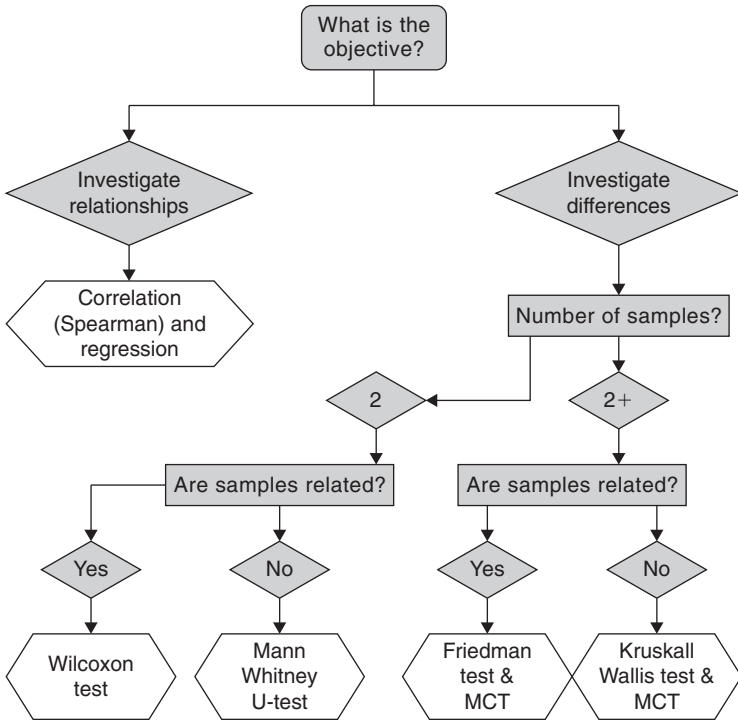 What is the
objective?
Investigate
relationships
Investigate
differences
Correlation
(Spearman) and
regression
Number of samples?
2
2+
Are samples related?
Are samples related?
Yes
No
Yes
No
Wilcoxon
test
Mann
Whitney
U-test
Friedman
test &
MCT
Kruskall
Wallis test &
MCT